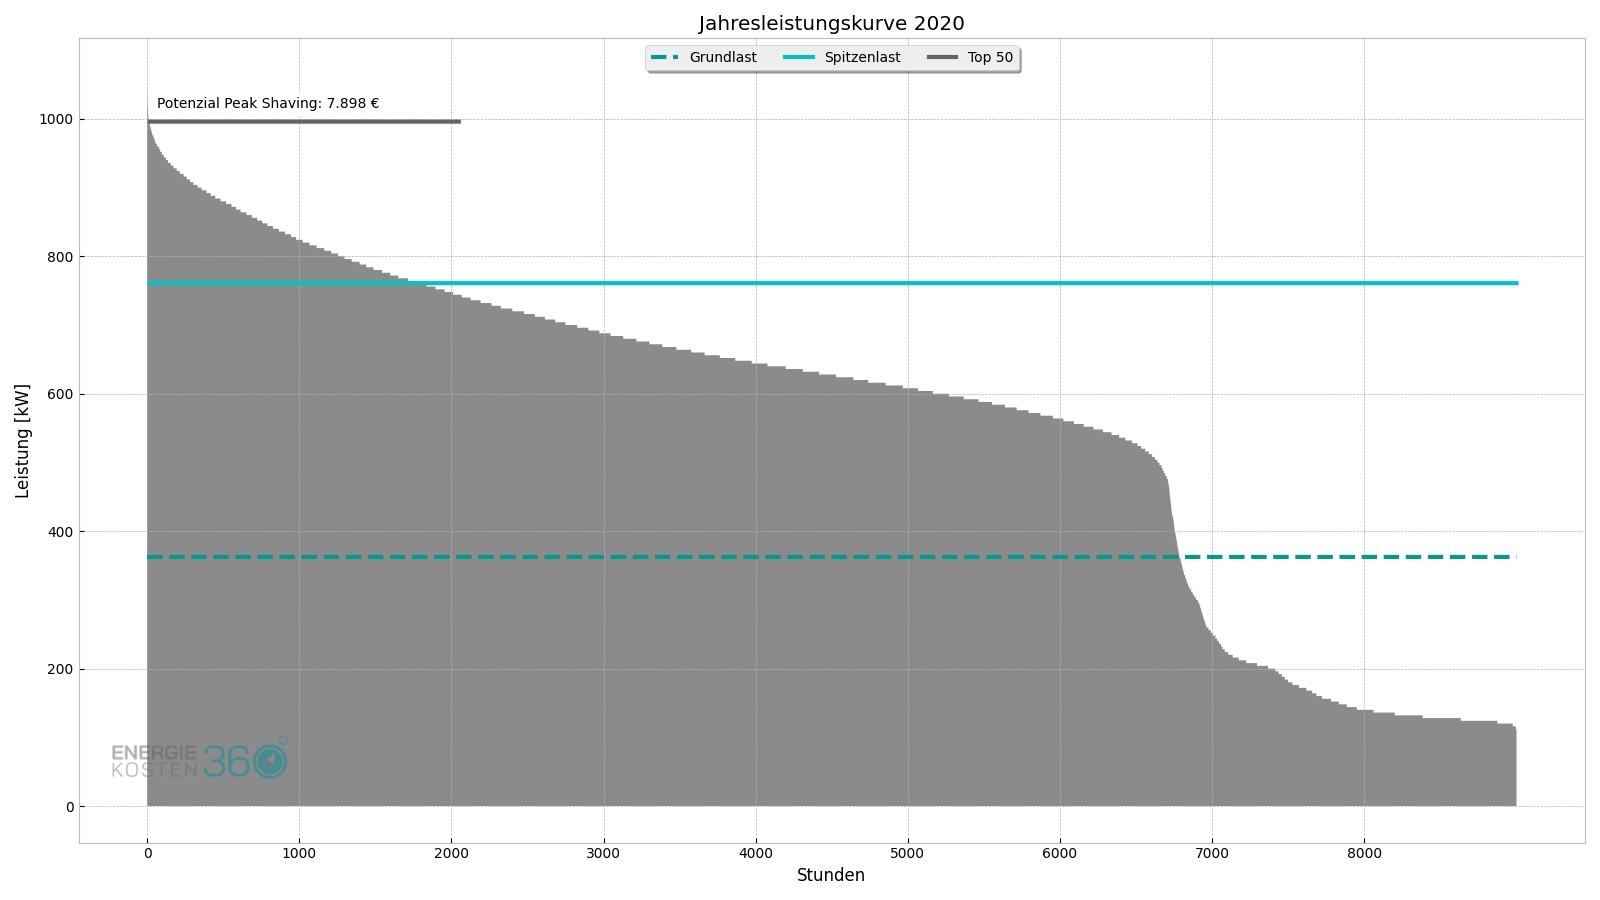 Jahresleistungskurve 2020
Grundlast Spitzenlast Top 50
Potenzial Peak Shaving: 7.898 €
1000
800
600
400
200
0
Leistung [kW]
ENERGIE
KOSTEN 360°
0 1000 2000 3000 4000 5000 6000 7000 8000
Stunden